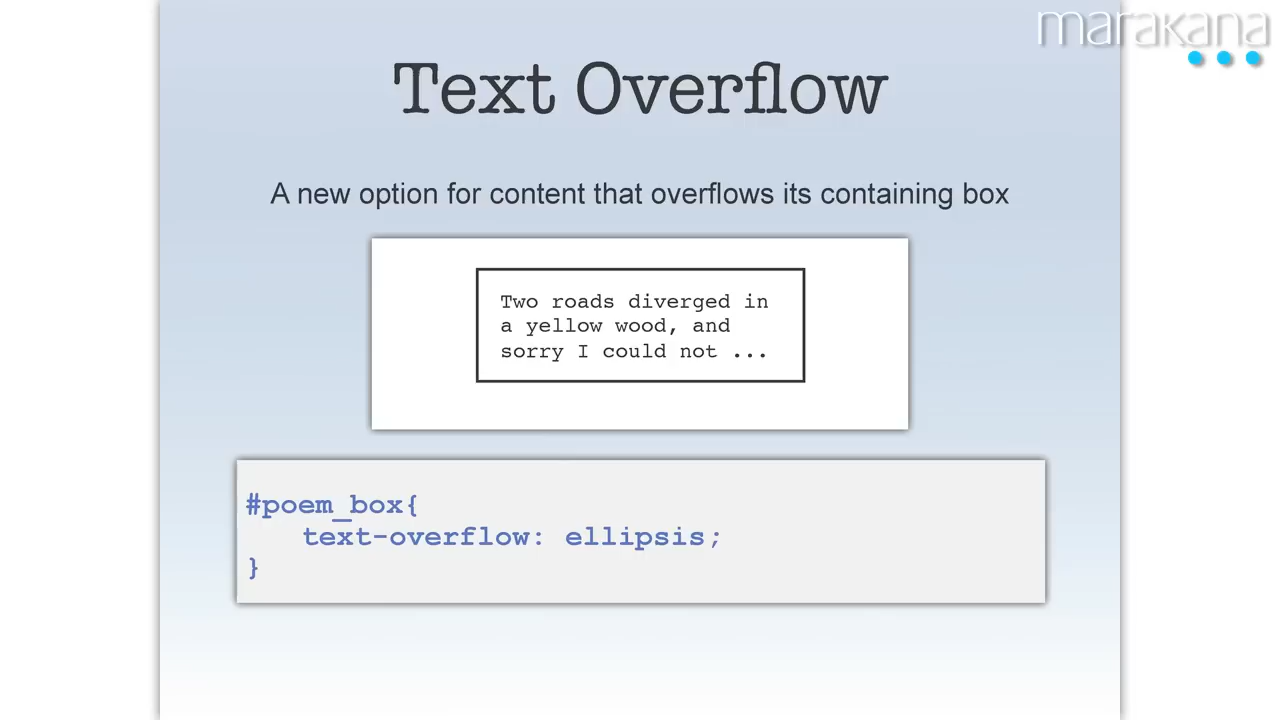 marakana
Text Overflow
A new option for content that overflows its containing box
Two roads diverged in
a yellow wood, and
sorry I could not ...
#poem_box{
text-overflow: ellipsis;
}